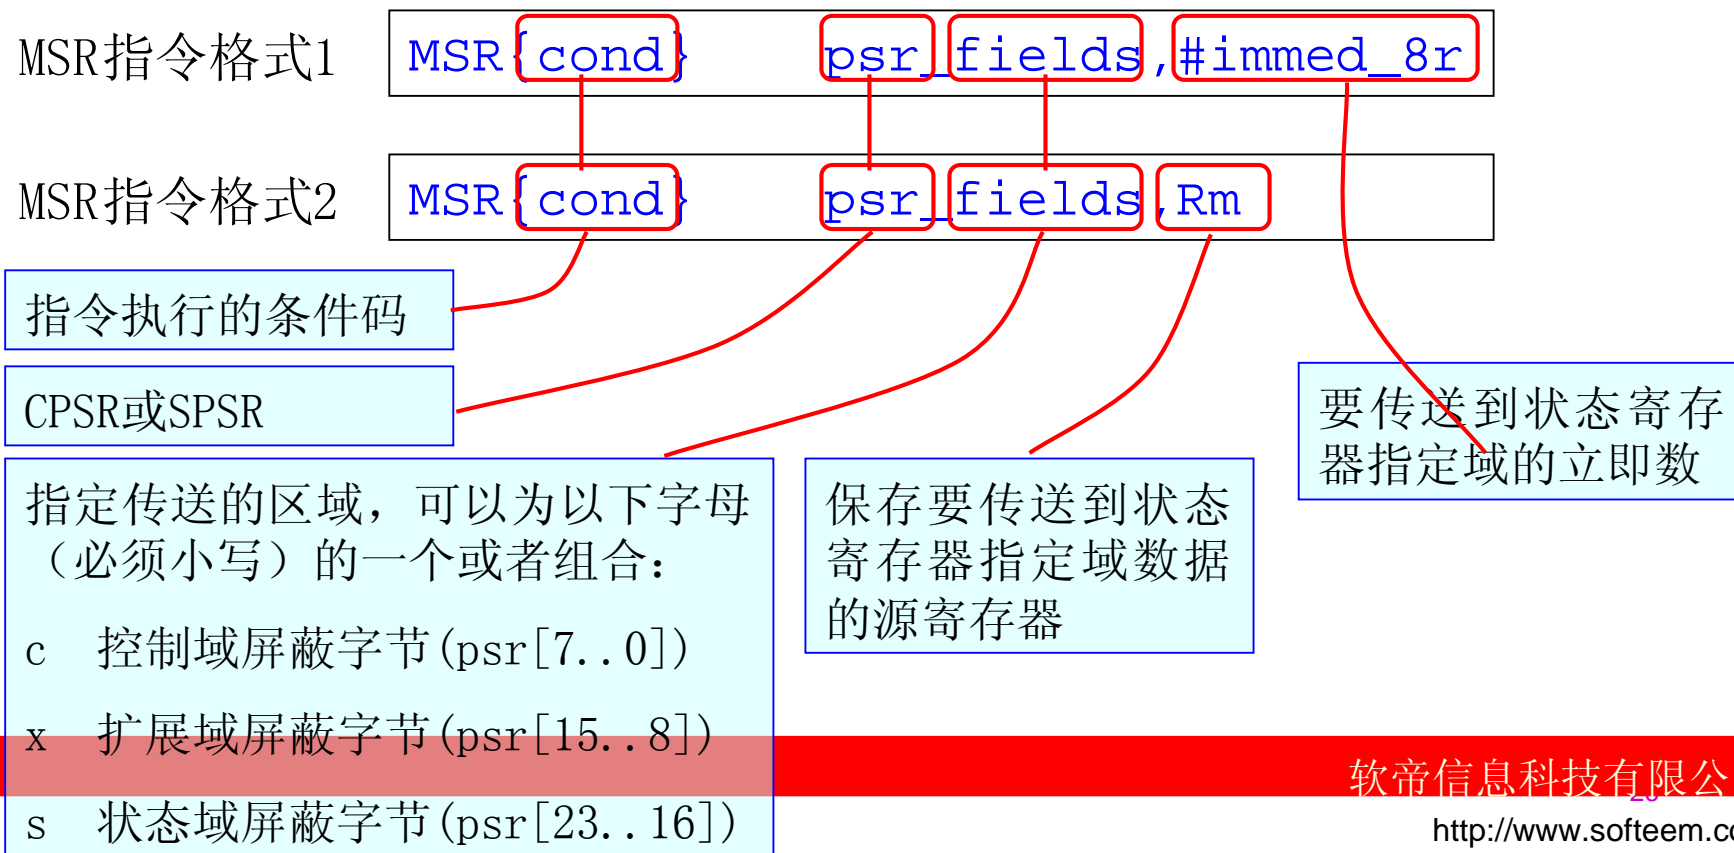 MSR指令格式1
MSR{cond} psr_fields,#immed_8r
MSR指令格式2
MSR{cond} psr_fields,Rm
指令执行的条件码
CPSR或SPSR
指定传送的区域，可以为以下字母
（必须小写）的一个或者组合：
c 控制域屏蔽字节(psr[7..0])
x 扩展域屏蔽字节(psr[15..8])
s 状态域屏蔽字节(psr[23..16])
保存要传送到状态
寄存器指定域数据
的源寄存器
要传送到状态寄存
器指定域的立即数
软帝信息科技有限公
http://www.softeem.co